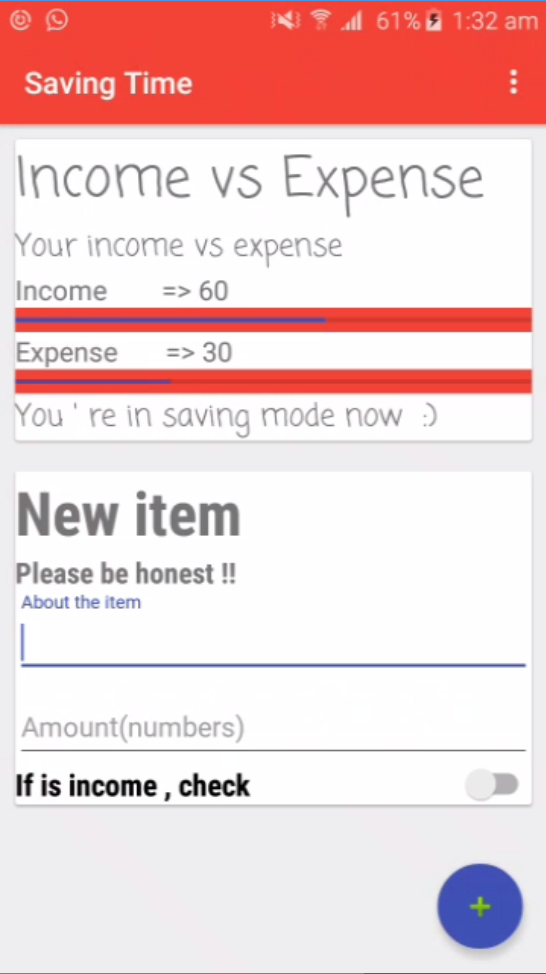 61% 1:32 am
Saving Time
Income vs Expense
Your income vs expense
Income => 60
Expense => 30
You ' re in saving mode now :)
New item
Please be honest !!
About the item
Amount(numbers)
If is income , check
+